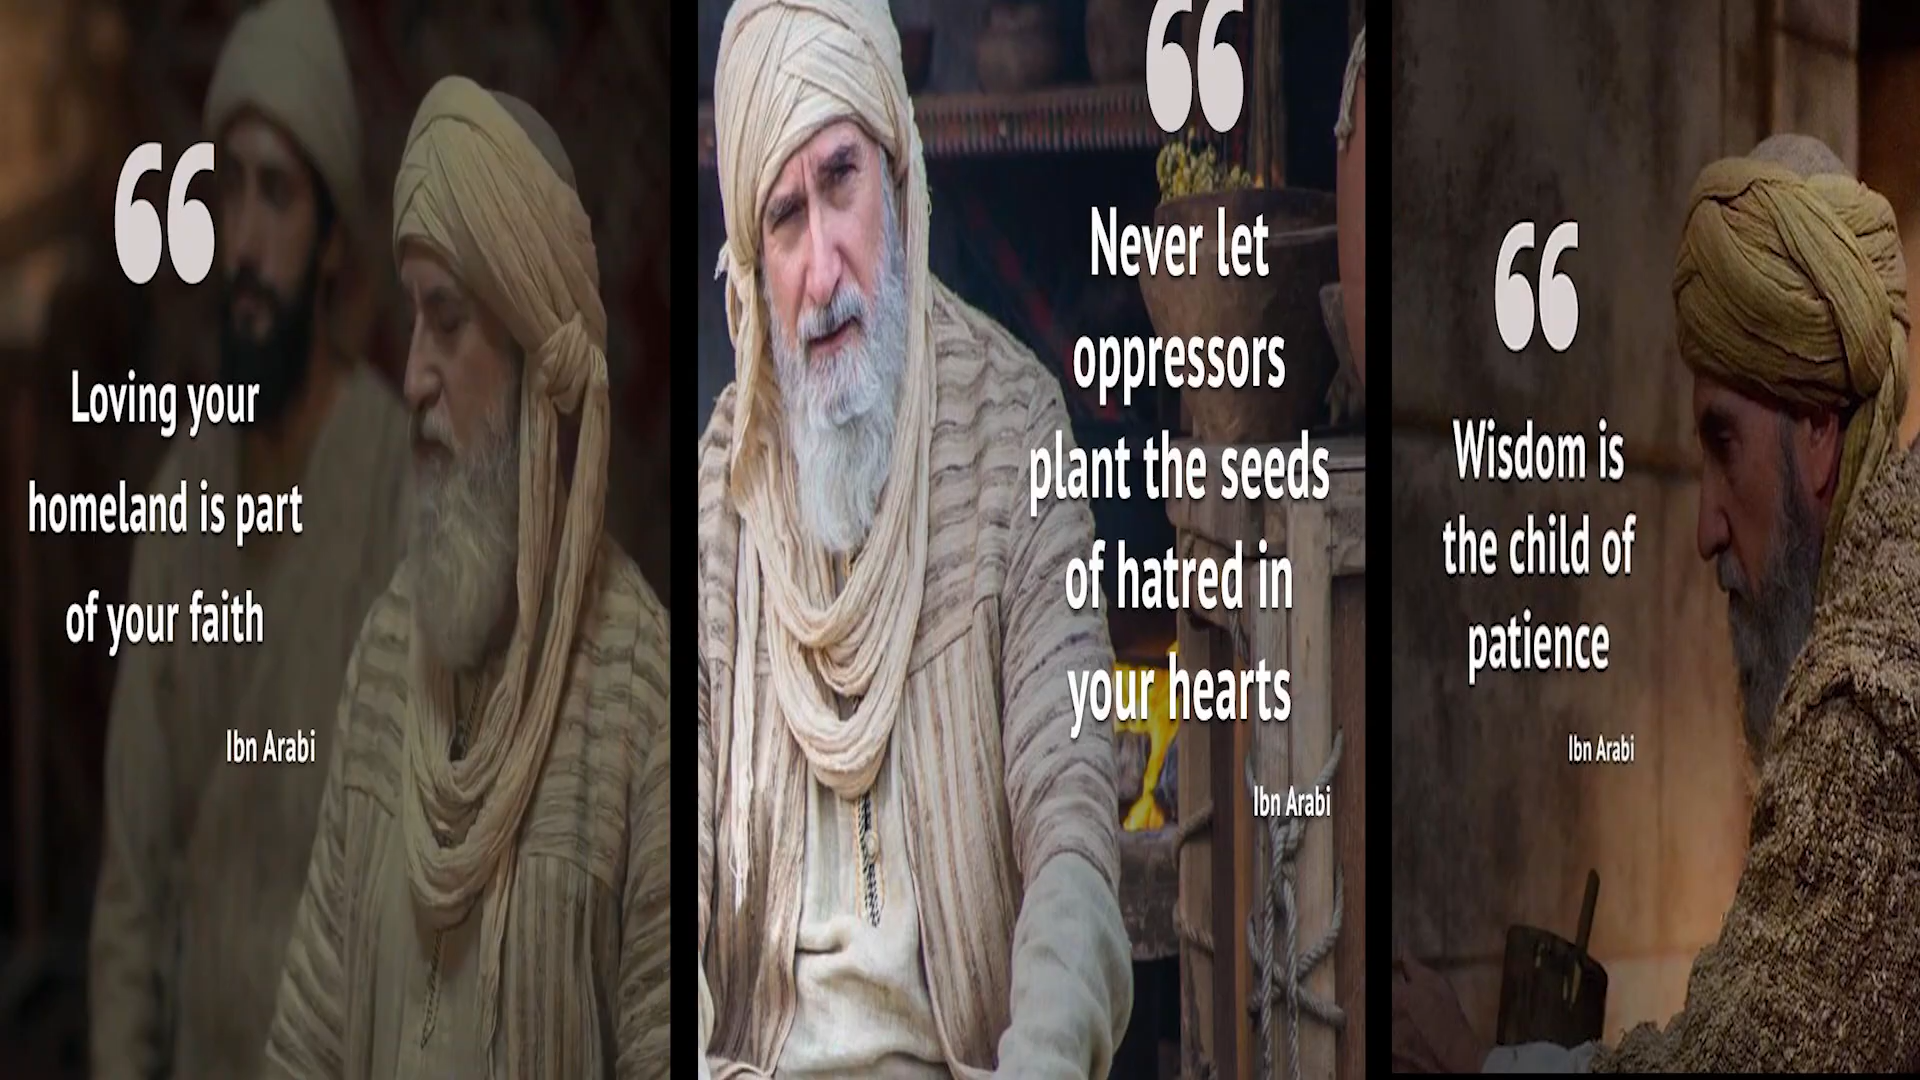 ❝
Loving your
homeland is part
of your faith
Ibn Arabi
❝
Never let
oppressors
plant the seeds
of hatred in
your hearts
Ibn Arabi
❝
Wisdom is
the child of
patience
Ibn Arabi